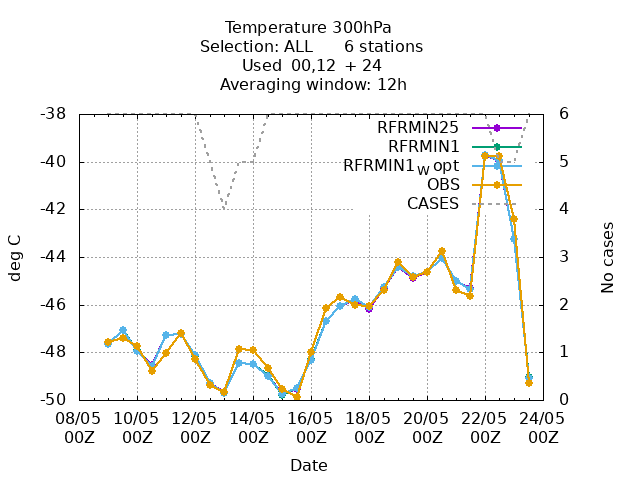 Temperature 300hPa
Selection: ALL 6 stations
Used 00,12 + 24
Averaging window: 12h
-38
-40
-42
-44
-46
-48
-50
6
5
4
3
2
1
0
RFRMIN25
RFRMIN1
RFRMIN1w opt
OBS
CASES
deg C
No cases
08/05 10/05 12/05 14/05 16/05 18/05 20/05 22/05 24/05
00Z 00Z 00Z 00Z 00Z 00Z 00Z 00Z 00Z
Date